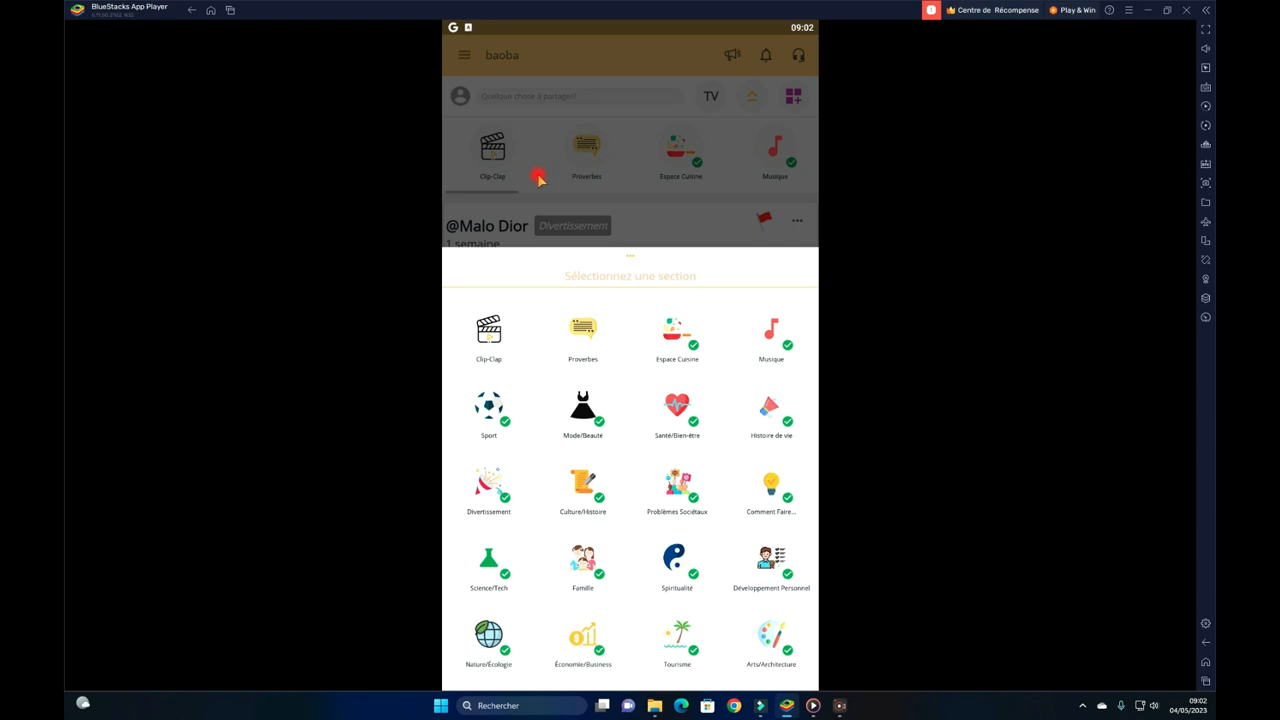 BlueStacks App Player
Centre de Récompense
Play & Win
09:02
baoba
Quelque chose à partager?
TV
Clip-Clap
Proverbes
Espace Cuisine
Musique
@Malo Dior Divertissement
1 semaine
Sélectionnez une section
Clip-Clap
Proverbes
Espace Cuisine
Musique
Sport
Mode/Beauté
Santé/Bien-être
Histoire de vie
Divertissement
Culture/Histoire
Problèmes Sociétaux
Comment Faire...
Science/Tech
Famille
Spiritualité
Développement Personnel
Nature/Écologie
Économie/Business
Tourisme
Arts/Architecture
Rechercher
09:02
04/05/2023